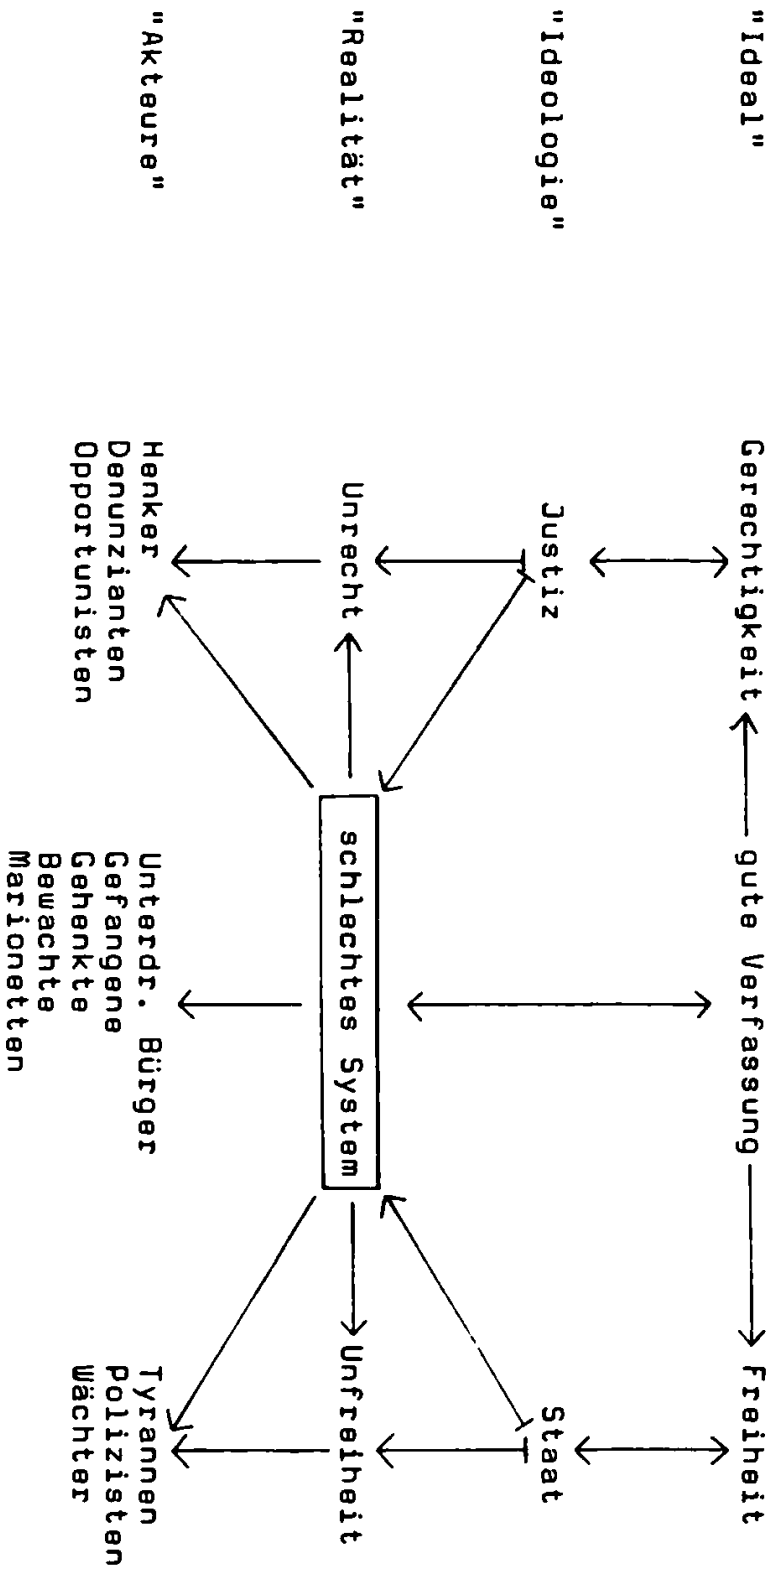 "Ideal"
Gerechtigkeit
gute Verfassung
Freiheit
"Ideologie"
Justiz
Staat
"Realität"
Unrecht
schlechtes System
Unfreiheit
"Akteure"
Henker
Denunzianten
Opportunisten
Unterdr. Bürger
Gefangene
Gehenkte
Bewachte
Marionetten
Tyrannen
Polizisten
Wächter